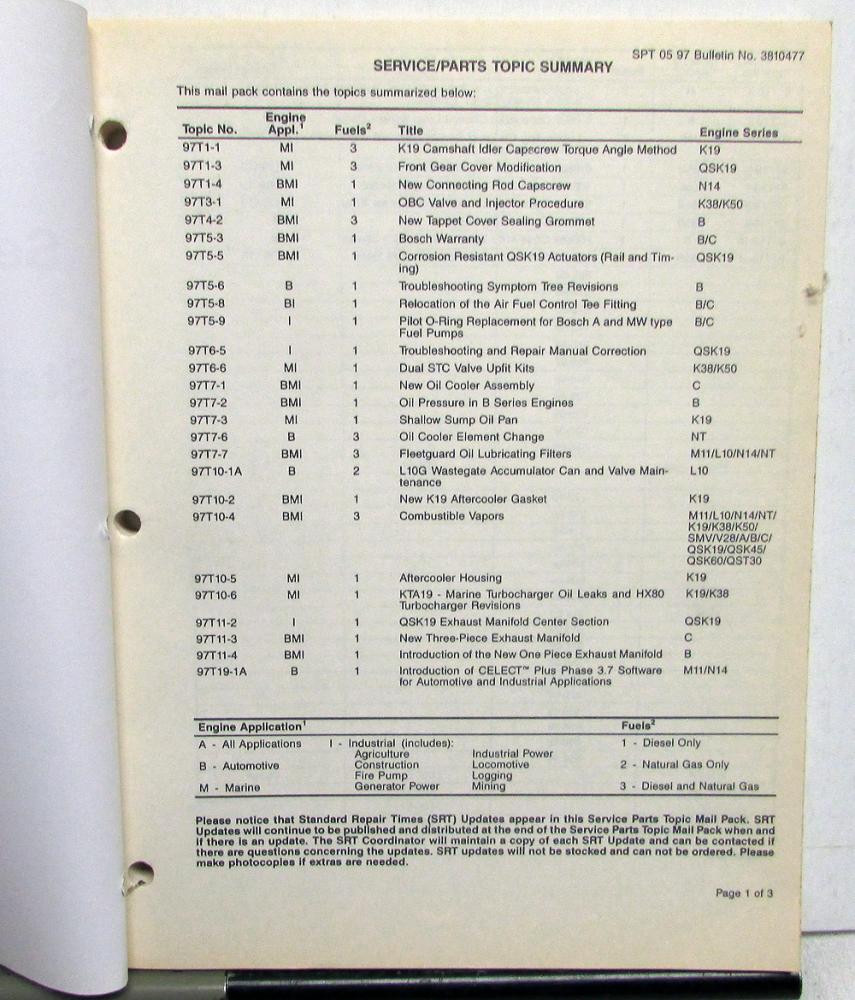 SPT 05 97 Bulletin No. 3810477
SERVICE/PARTS TOPIC SUMMARY
This mail pack contains the topics summarized below:
Topic No. Engine Appl.1 Fuels2 Title Engine Series
97T1-1 MI 3 K19 Camshaft Idler Capscrew Torque Angle Method K19
97T1-3 MI 3 Front Gear Cover Modification QSK19
97T1-4 BMI 1 New Connecting Rod Capscrew N14
97T3-1 MI 1 OBC Valve and Injector Procedure K38/K50
97T4-2 BMI 3 New Tappet Cover Sealing Grommet B
97T5-3 BMI 1 Bosch Warranty B/C
97T5-5 BMI 1 Corrosion Resistant QSK19 Actuators (Rail and Tim- QSK19
ing)
97T5-6 B 1 Troubleshooting Symptom Tree Revisions B
97T5-8 BI 1 Relocation of the Air Fuel Control Tee Fitting B/C
97T5-9 I 1 Pilot O-Ring Replacement for Bosch A and MW type B/C
Fuel Pumps
97T6-5 I 1 Troubleshooting and Repair Manual Correction QSK19
97T6-6 MI 1 Dual STC Valve Upfit Kits K38/K50
97T7-1 BMI 1 New Oil Cooler Assembly C
97T7-2 BMI 1 Oil Pressure in B Series Engines B
97T7-3 MI 1 Shallow Sump Oil Pan K19
97T7-6 B 3 Oil Cooler Element Change NT
97T7-7 BMI 3 Fleetguard Oil Lubricating Filters M11/L10/N14/NT
97T10-1A B 2 L10G Wastegate Accumulator Can and Valve Main- L10
tenance
97T10-2 BMI 1 New K19 Aftercooler Gasket K19
97T10-4 BMI 3 Combustible Vapors M11/L10/N14/NT/
K19/K38/K50/
SMV/V28/A/B/C/
QSK19/QSK45/
QSK60/QST30
97T10-5 MI 1 Aftercooler Housing K19
97T10-6 MI 1 KTA19 - Marine Turbocharger Oil Leaks and HX80 K19/K38
Turbocharger Revisions
97T11-2 I 1 QSK19 Exhaust Manifold Center Section QSK19
97T11-3 BMI 1 New Three-Piece Exhaust Manifold C
97T11-4 BMI 1 Introduction of the New One Piece Exhaust Manifold B
97T19-1A B 1 Introduction of CELECT™ Plus Phase 3.7 Software M11/N14
for Automotive and Industrial Applications
Engine Application1 Fuels2
A - All Applications I - Industrial (includes): 1 - Diesel Only
Agriculture Industrial Power
B - Automotive Construction Locomotive 2 - Natural Gas Only
Fire Pump Logging
M - Marine Generator Power Mining 3 - Diesel and Natural Gas
Please notice that Standard Repair Times (SRT) Updates appear in this Service Parts Topic Mail Pack. SRT
Updates will continue to be published and distributed at the end of the Service Parts Topic Mail Pack when and
if there is an update. The SRT Coordinator will maintain a copy of each SRT Update and can be contacted if
there are questions concerning the updates. SRT updates will not be stocked and can not be ordered. Please
make photocopies if extras are needed.
Page 1 of 3